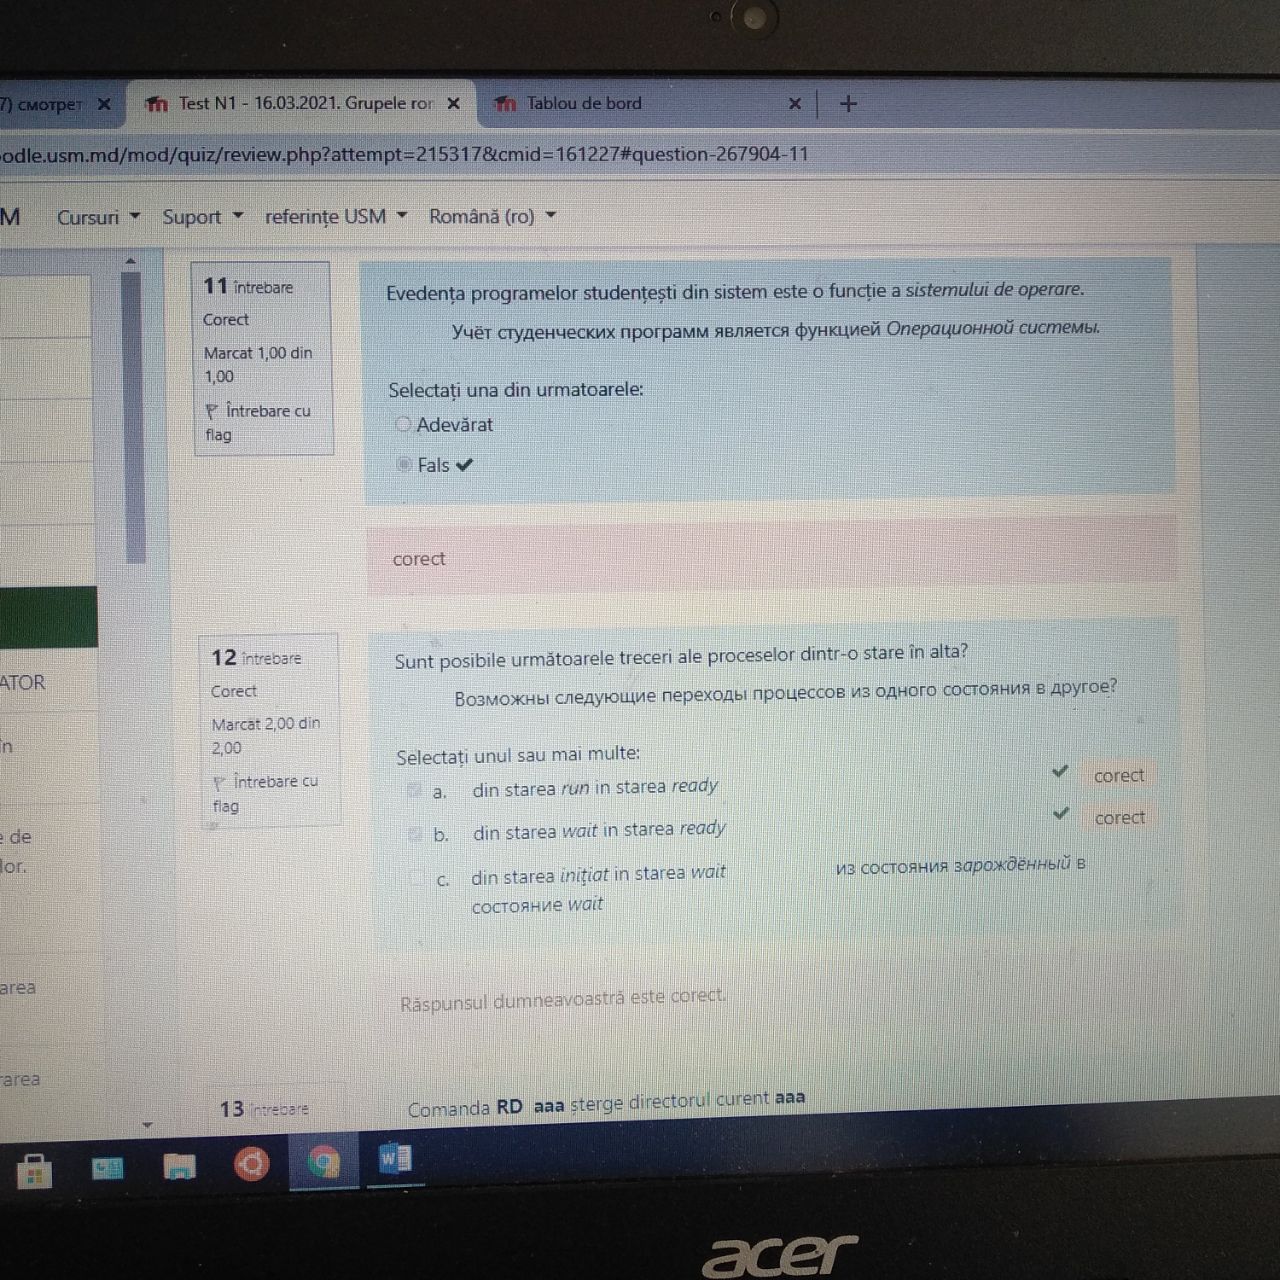 7) смотрет
Test N1 - 16.03.2021. Grupele ror
Tablou de bord
odle.usm.md/mod/quiz/review.php?attempt=215317&cmid=161227#question-267904-11
M Cursuri Suport referințe USM Română (ro)
11 întrebare
Corect
Marcat 1,00 din
1,00
Întrebare cu
flag
Evedența programelor studențești din sistem este o funcție a sistemului de operare.
Учёт студенческих программ является функцией Операционной системы.
Selectați una din urmatoarele:
Adevărat
Fals
corect
12 întrebare
Corect
Marcat 2,00 din
2,00
Întrebare cu
flag
Sunt posibile următoarele treceri ale proceselor dintr-o stare în alta?
Возможны следующие переходы процессов из одного состояния в другое?
Selectați unul sau mai multe:
a. din starea run in starea ready corect
b. din starea wait in starea ready corect
c. din starea iniţiat in starea wait из состояния зарождённый в
состояние wait
Răspunsul dumneavoastră este corect.
13 întrebare
Comanda RD aaa șterge directorul curent aaa
ATOR
în
e de
lor.
area
rarea
acer